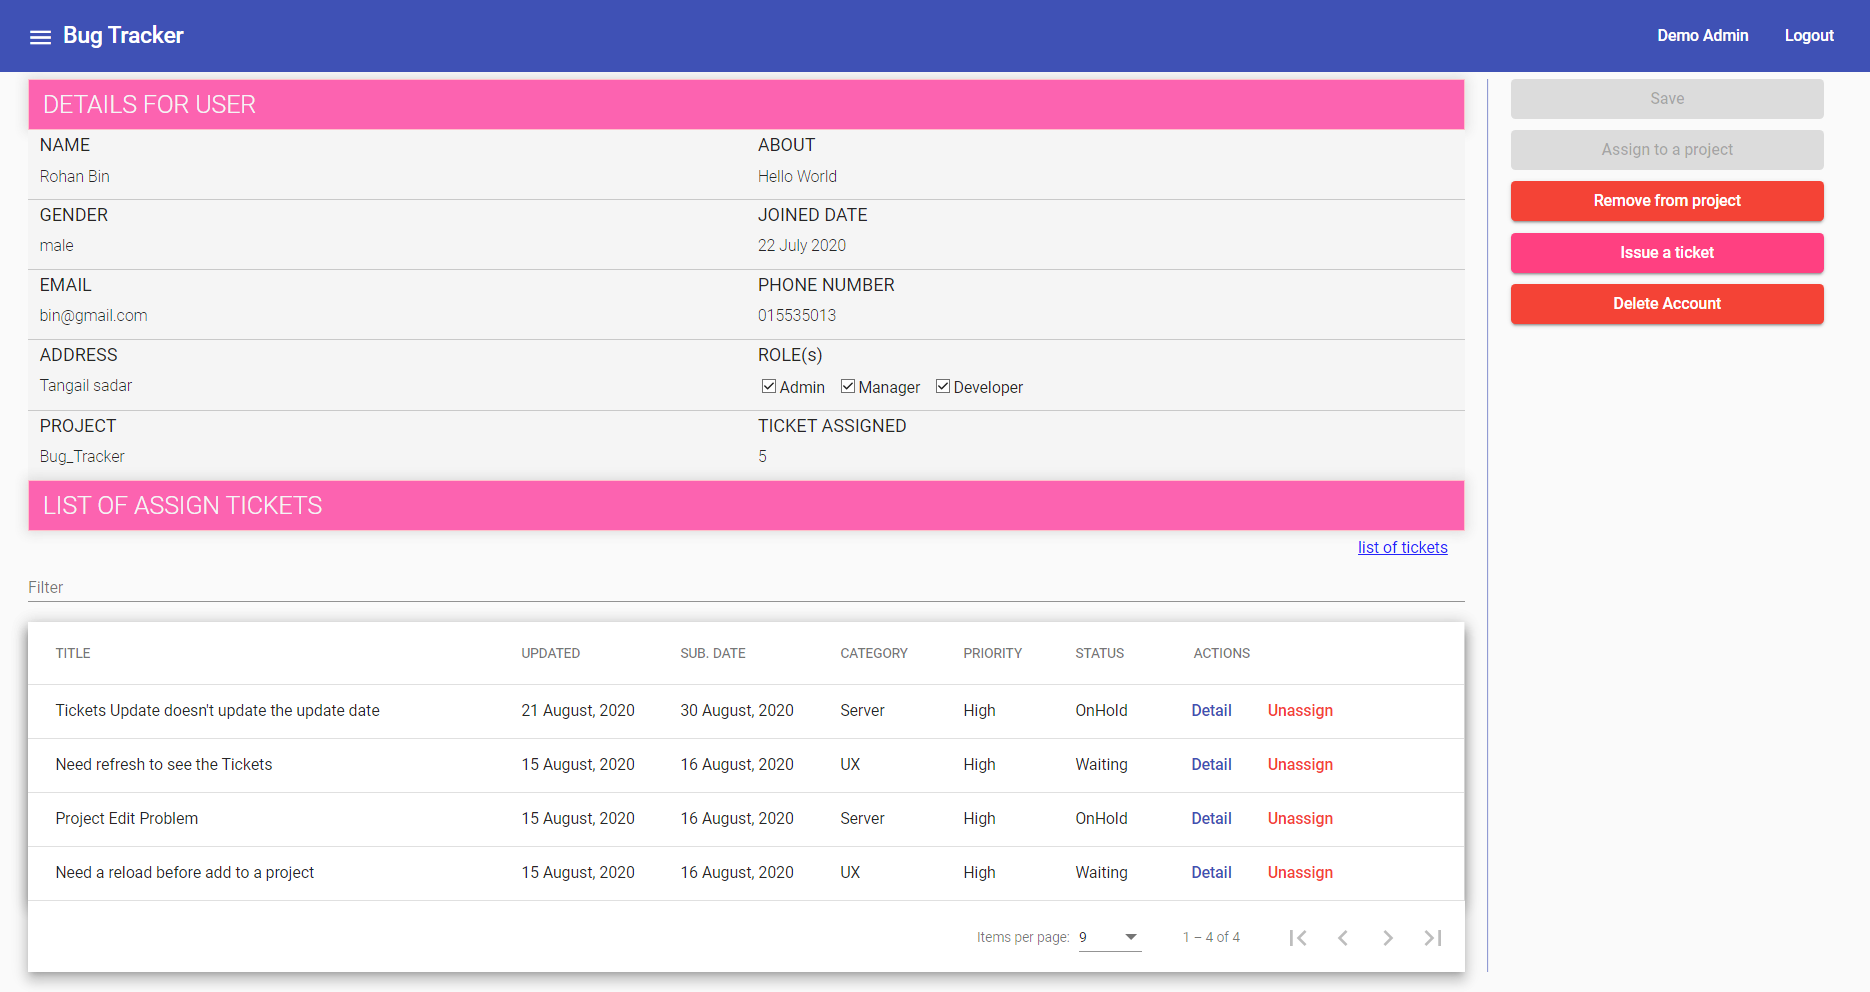 Bug Tracker
Demo Admin
Logout
DETAILS FOR USER
NAME
Rohan Bin
ABOUT
Hello World
GENDER
male
JOINED DATE
22 July 2020
EMAIL
bin@gmail.com
PHONE NUMBER
015535013
ADDRESS
Tangail sadar
ROLE(s)
Admin Manager Developer
PROJECT
Bug_Tracker
TICKET ASSIGNED
5
Save
Assign to a project
Remove from project
Issue a ticket
Delete Account
LIST OF ASSIGN TICKETS
list of tickets
Filter
TITLE UPDATED SUB. DATE CATEGORY PRIORITY STATUS ACTIONS
Tickets Update doesn't update the update date 21 August, 2020 30 August, 2020 Server High OnHold Detail Unassign
Need refresh to see the Tickets 15 August, 2020 16 August, 2020 UX High Waiting Detail Unassign
Project Edit Problem 15 August, 2020 16 August, 2020 Server High OnHold Detail Unassign
Need a reload before add to a project 15 August, 2020 16 August, 2020 UX High Waiting Detail Unassign
Items per page: 9 1 – 4 of 4